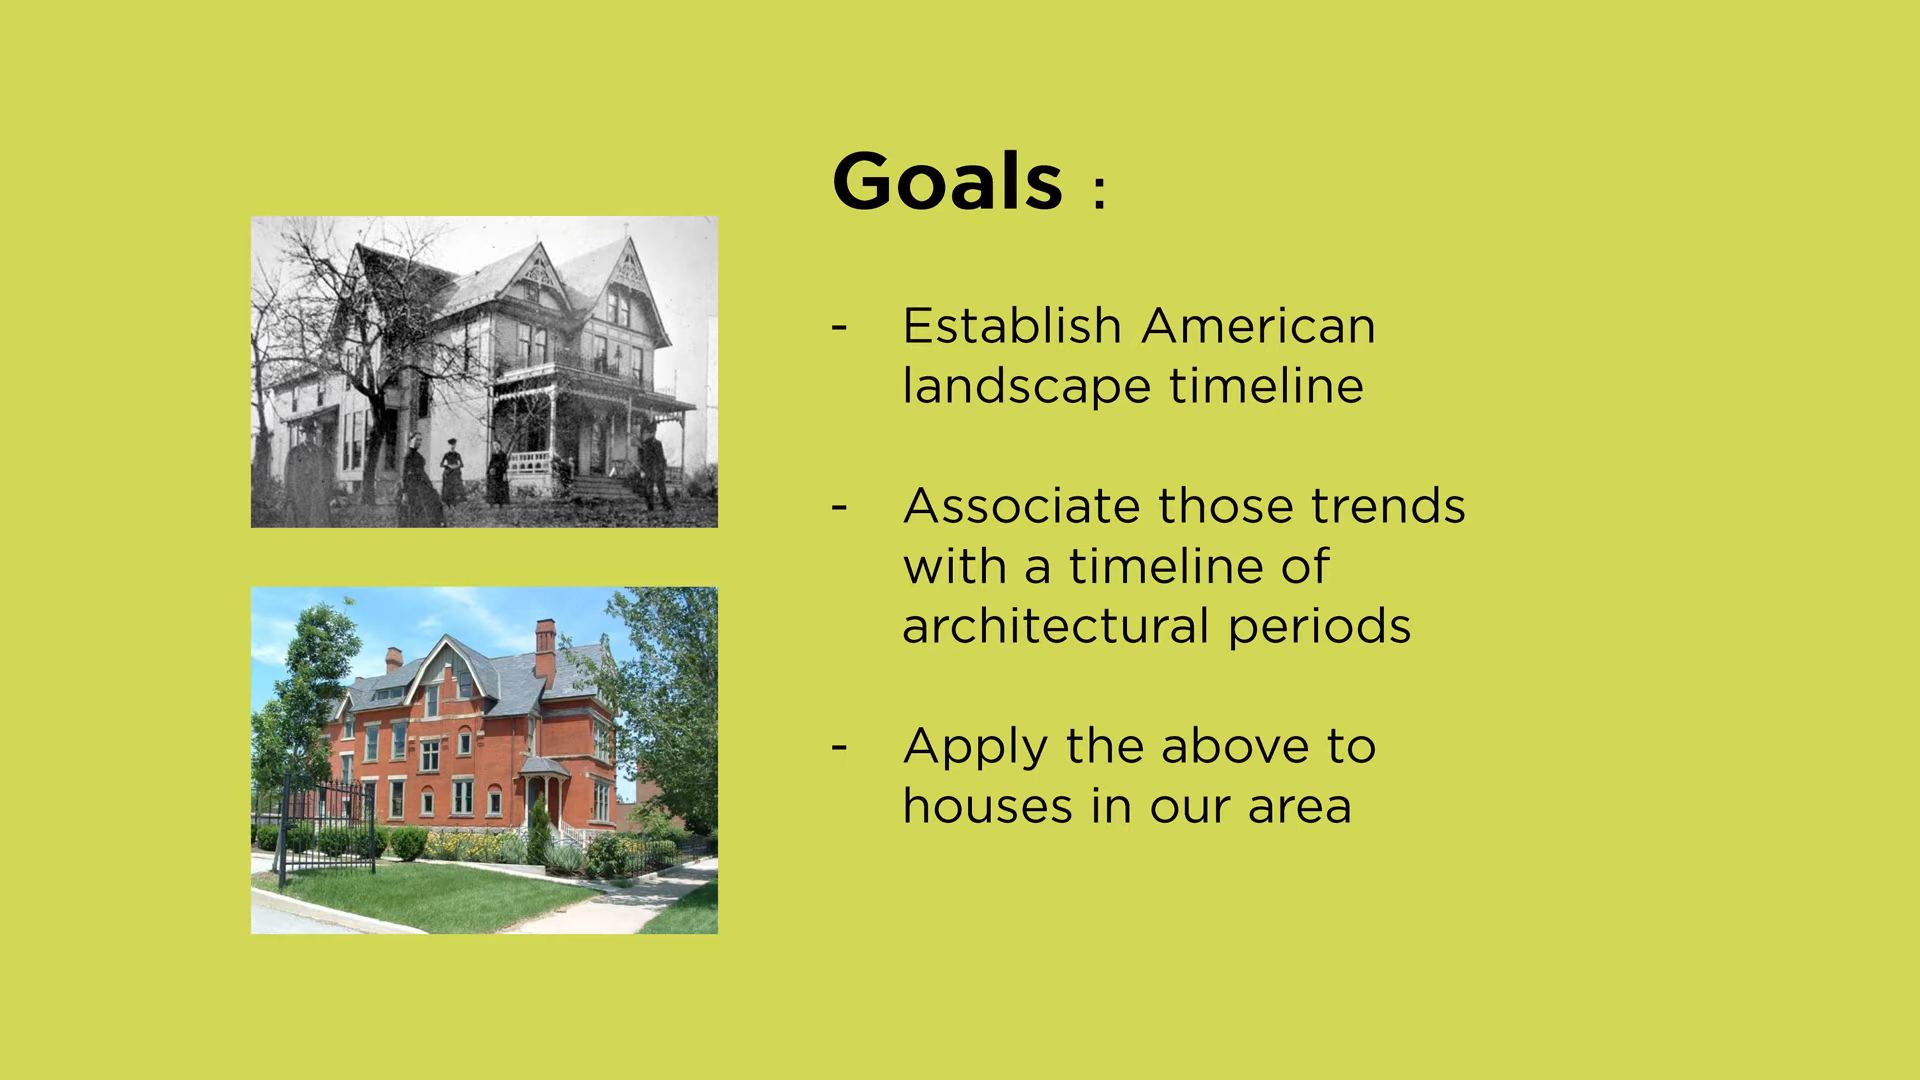 Goals :
- Establish American
landscape timeline
- Associate those trends
with a timeline of
architectural periods
- Apply the above to
houses in our area